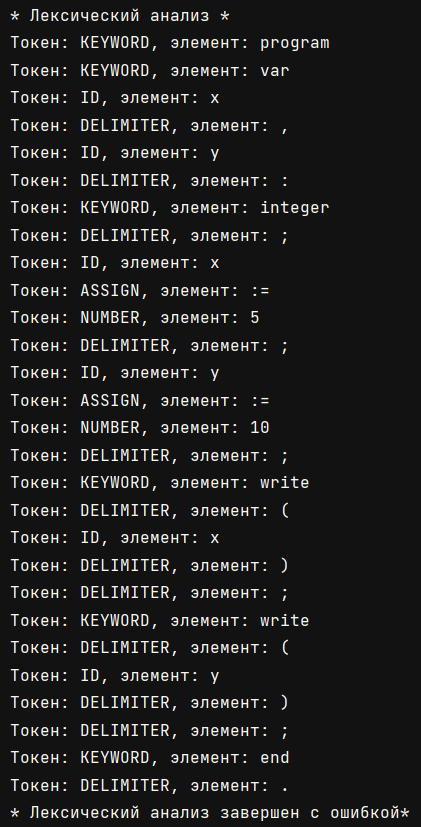 * Лексический анализ *
Токен: KEYWORD, элемент: program
Токен: KEYWORD, элемент: var
Токен: ID, элемент: x
Токен: DELIMITER, элемент: ,
Токен: ID, элемент: y
Токен: DELIMITER, элемент: :
Токен: KEYWORD, элемент: integer
Токен: DELIMITER, элемент: ;
Токен: ID, элемент: x
Токен: ASSIGN, элемент: :=
Токен: NUMBER, элемент: 5
Токен: DELIMITER, элемент: ;
Токен: ID, элемент: y
Токен: ASSIGN, элемент: :=
Токен: NUMBER, элемент: 10
Токен: DELIMITER, элемент: ;
Токен: KEYWORD, элемент: write
Токен: DELIMITER, элемент: (
Токен: ID, элемент: x
Токен: DELIMITER, элемент: )
Токен: DELIMITER, элемент: ;
Токен: KEYWORD, элемент: write
Токен: DELIMITER, элемент: (
Токен: ID, элемент: y
Токен: DELIMITER, элемент: )
Токен: DELIMITER, элемент: ;
Токен: KEYWORD, элемент: end
Токен: DELIMITER, элемент: .
* Лексический анализ завершен с ошибкой*